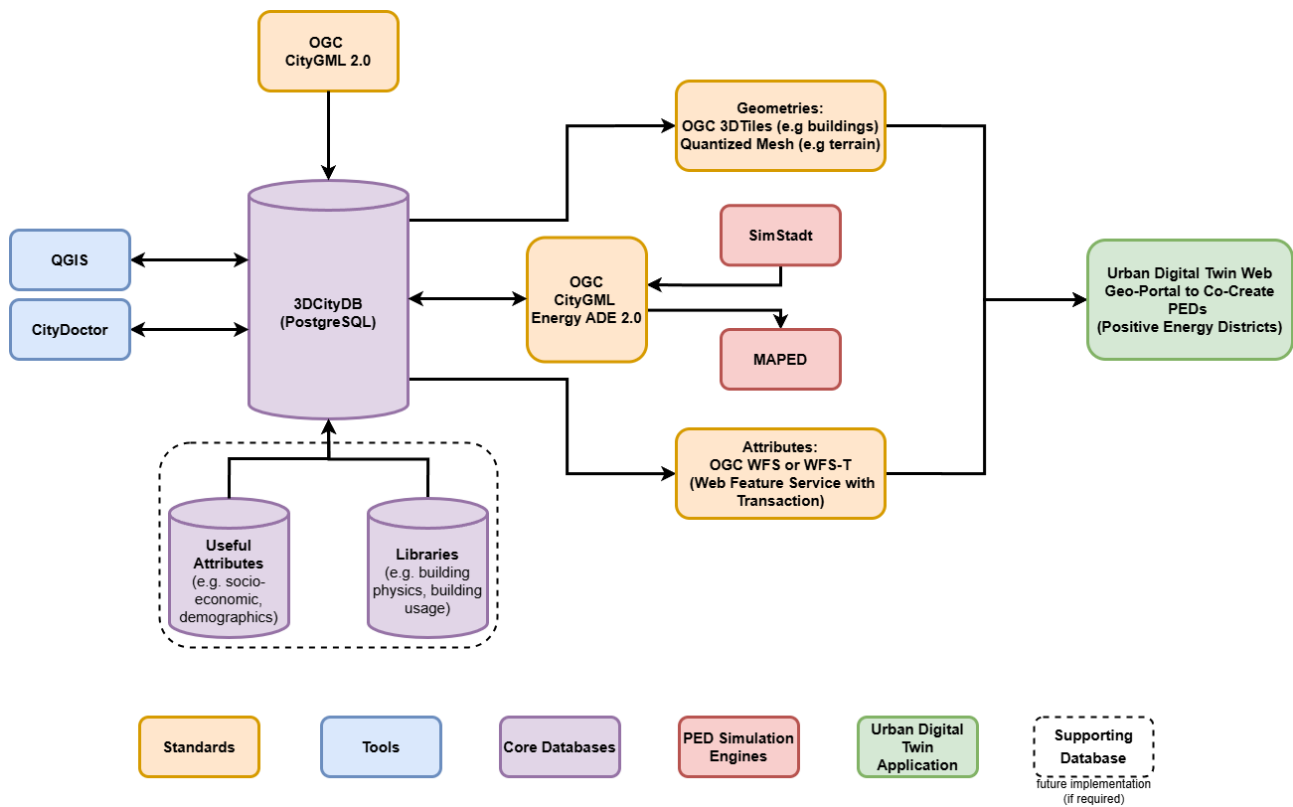 OGC
CityGML 2.0
Geometries:
OGC 3DTiles (e.g buildings)
Quantized Mesh (e.g terrain)
SimStadt
QGIS
CityDoctor
3DCityDB
(PostgreSQL)
OGC
CityGML
Energy ADE 2.0
MAPED
Urban Digital Twin Web
Geo-Portal to Co-Create
PEDs
(Positive Energy Districts)
Attributes:
OGC WFS or WFS-T
(Web Feature Service with
Transaction)
Useful
Attributes
(e.g. socio-
economic,
demographics)
Libraries
(e.g. building
physics, building
usage)
Standards
Tools
Core Databases
PED Simulation
Engines
Urban Digital
Twin
Application
Supporting
Database
future implementation
(if required)